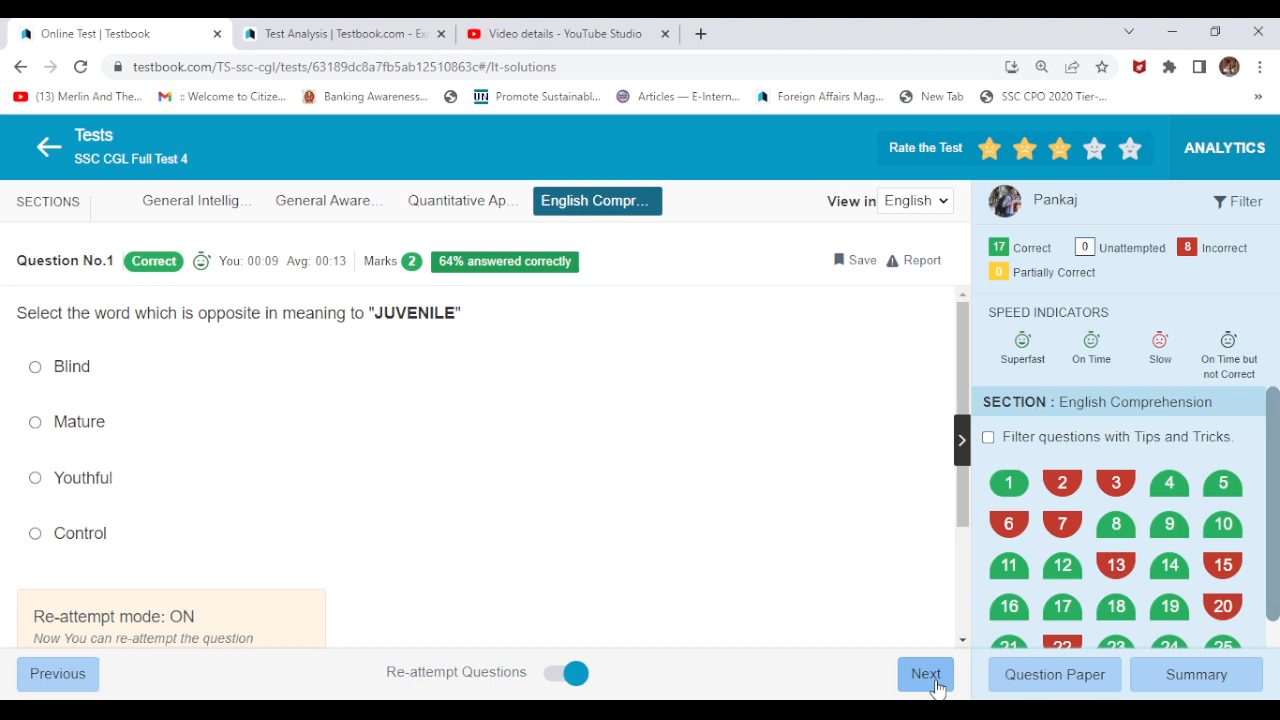 Online Test | Testbook
Test Analysis | Testbook.com - Ex
Video details - YouTube Studio
testbook.com/TS-ssc-cgl/tests/63189dc8a7fb5ab12510863c#/lt-solutions
(13) Merlin And The...
:: Welcome to Citize...
Banking Awareness...
UN Promote Sustainabl...
Articles — E-Intern...
Foreign Affairs Mag...
New Tab
SSC CPO 2020 Tier-...
»
Tests
SSC CGL Full Test 4
Rate the Test
ANALYTICS
SECTIONS
General Intellig...
General Aware...
Quantitative Ap...
English Compr...
View in English
Pankaj
Filter
Question No.1 Correct You: 00:09 Avg: 00:13 Marks 2 64% answered correctly
Save Report
17 Correct 0 Unattempted 8 Incorrect
0 Partially Correct
Select the word which is opposite in meaning to "JUVENILE"
Blind
Mature
Youthful
Control
Re-attempt mode: ON
Now You can re-attempt the question
SPEED INDICATORS
Superfast
On Time
Slow
On Time but
not Correct
SECTION : English Comprehension
Filter questions with Tips and Tricks.
1 2 3 4 5
6 7 8 9 10
11 12 13 14 15
16 17 18 19 20
21 22 23 24 25
Previous
Re-attempt Questions
Next
Question Paper
Summary